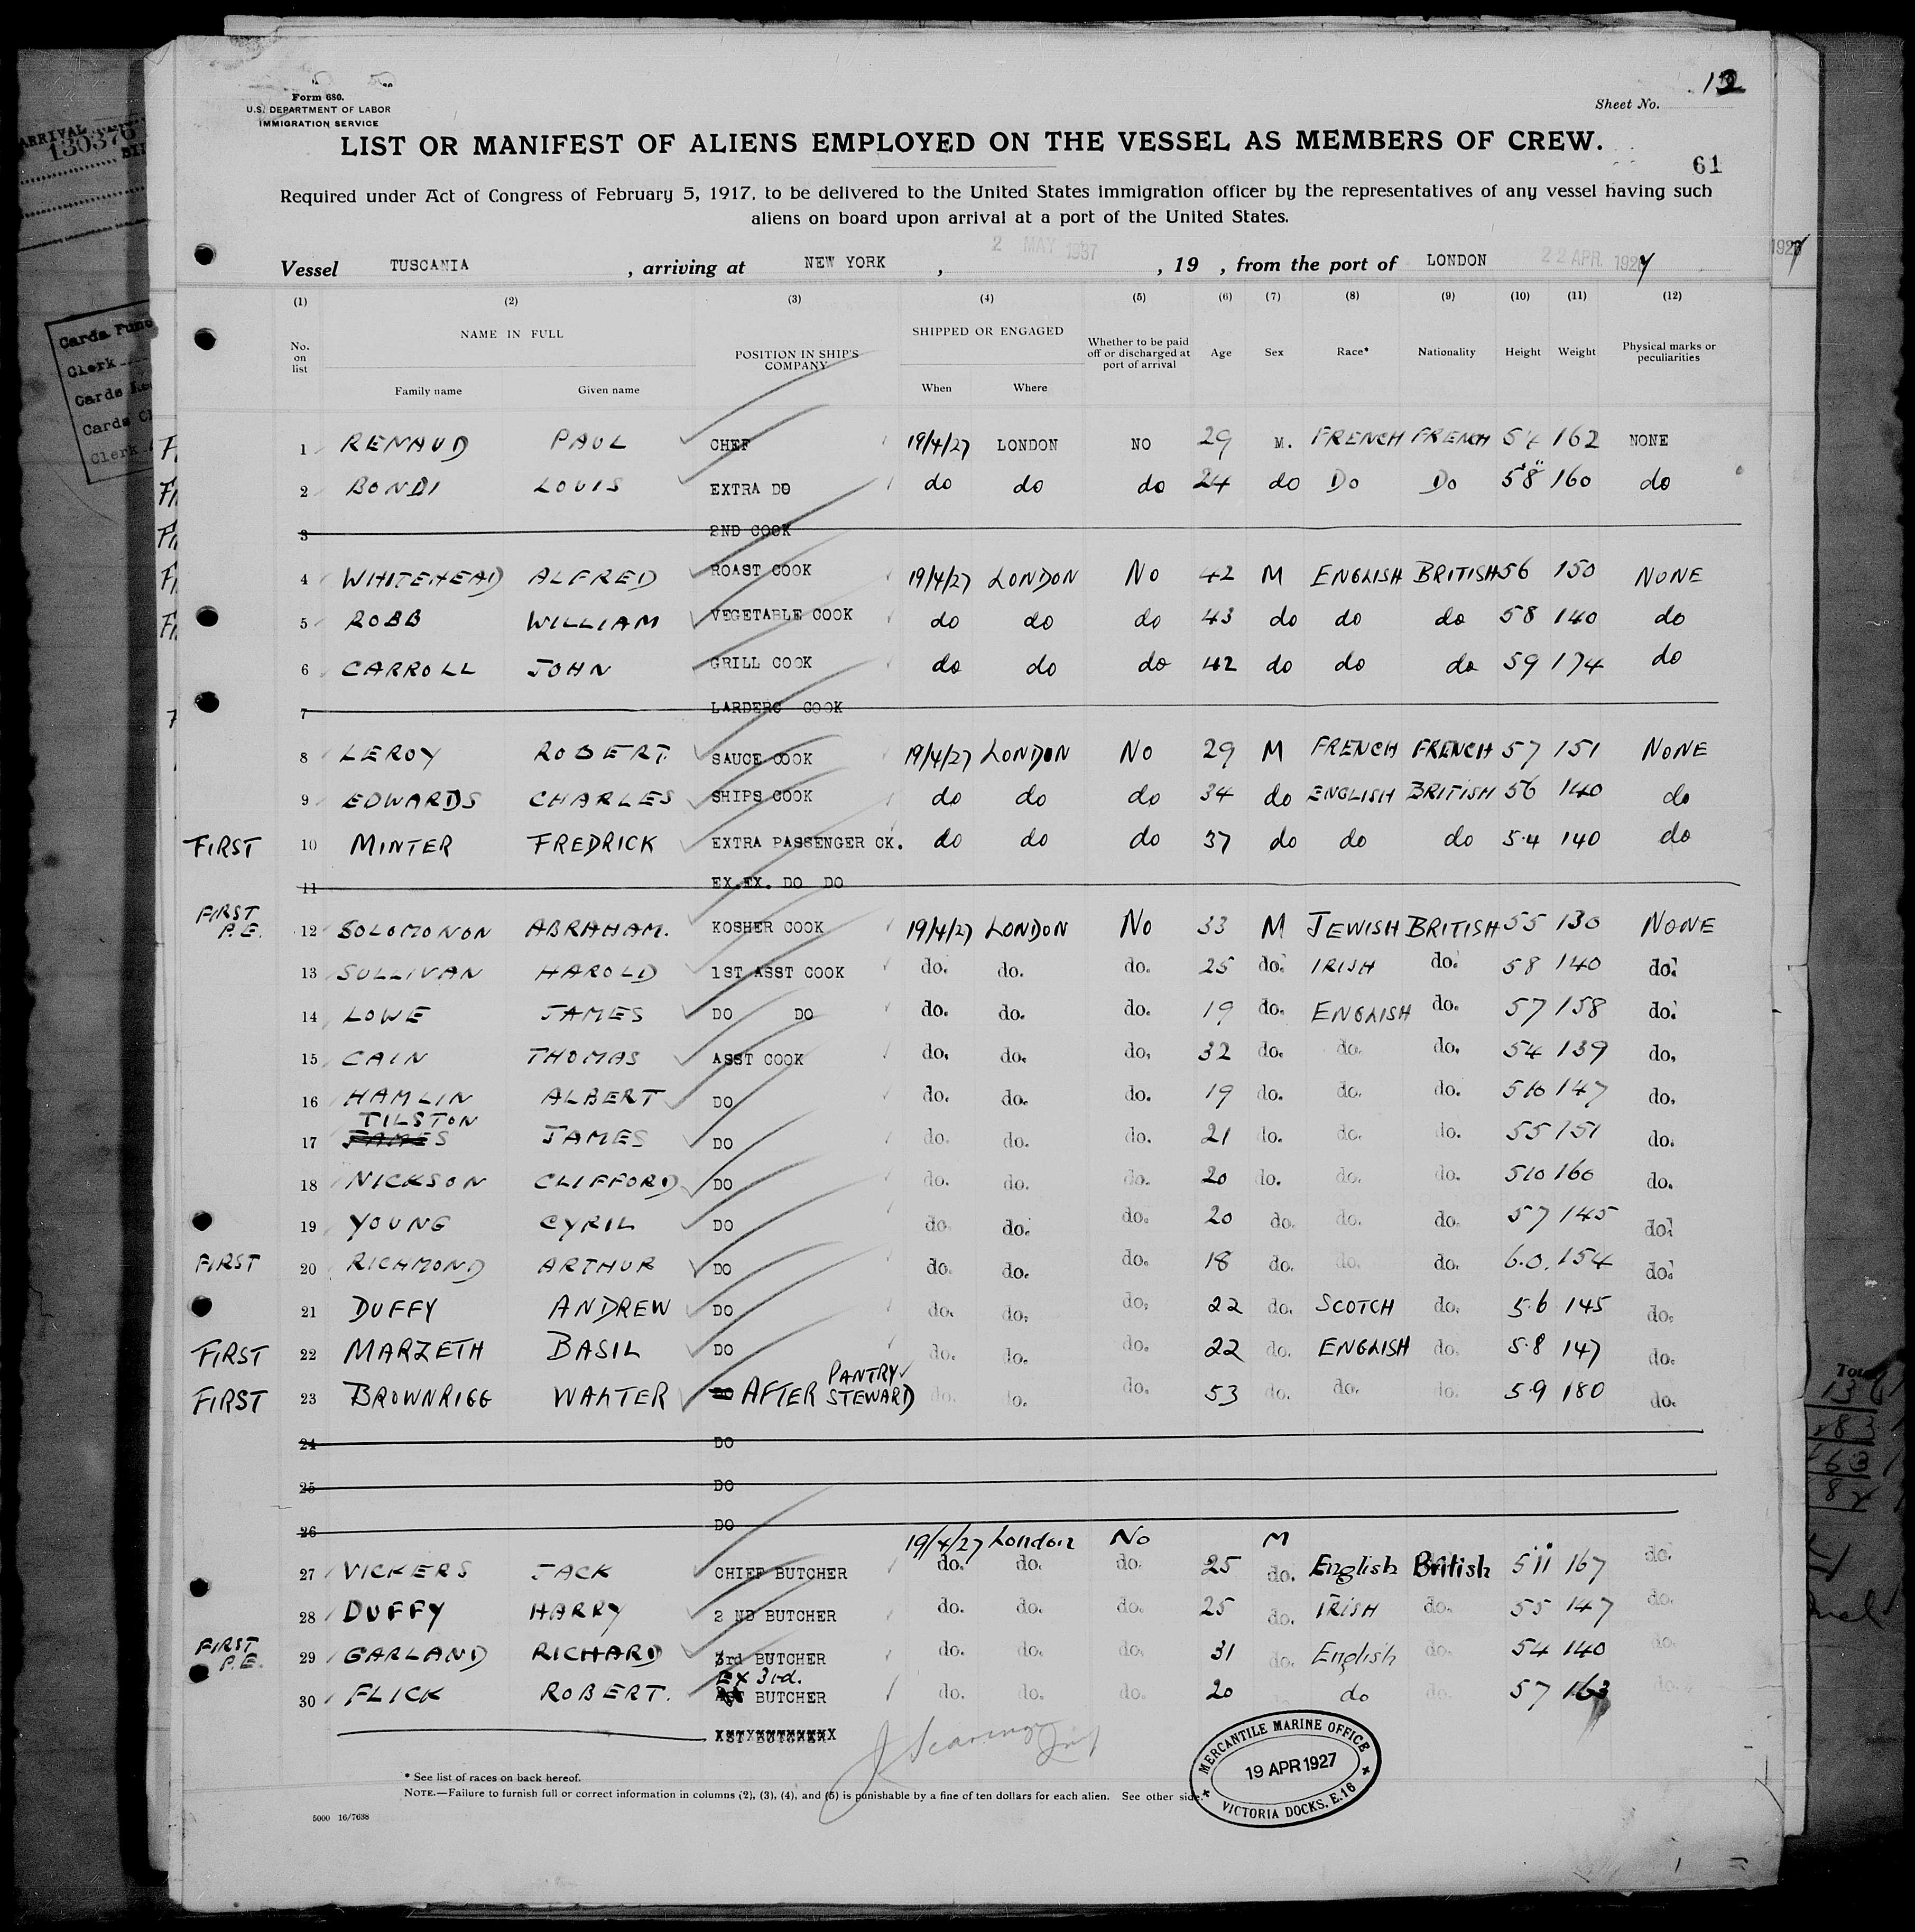 Form 680.
U.S. DEPARTMENT OF LABOR
IMMIGRATION SERVICE
Sheet No.
LIST OR MANIFEST OF ALIENS EMPLOYED ON THE VESSEL AS MEMBERS OF CREW.
61
Required under Act of Congress of February 5, 1917, to be delivered to the United States immigration officer by the representatives of any vessel having such
aliens on board upon arrival at a port of the United States.
2 MAY 1937
Vessel TUSCANIA , arriving at NEW YORK , , 19 , from the port of LONDON 22 APR. 1927
(1) (2) (3) (4) (5) (6) (7) (8) (9) (10) (11) (12)
No. on list NAME IN FULL Family name Given name POSITION IN SHIP'S COMPANY SHIPPED OR ENGAGED When Where Whether to be paid off or discharged at port of arrival Age Sex Race* Nationality Height Weight Physical marks or peculiarities
1 RENAUD PAUL CHEF 19/4/27 LONDON NO 29 M. FRENCH FRENCH 162 NONE
2 BONDI LOUIS EXTRA DO do do do 24 do Do Do 5'8" 160 do
3 2ND COOK
4 WHITEHEAD ALFRED ROAST COOK 19/4/27 LONDON No 42 M ENGLISH BRITISH 56 150 NONE
5 ROBB WILLIAM VEGETABLE COOK do do do 43 do do do 58 140 do
6 CARROLL JOHN GRILL COOK do do do 42 do do do 59 174 do
7 LARDERC COOK
8 LEROY ROBERT. SAUCE COOK 19/4/27 LONDON No 29 M FRENCH FRENCH 57 151 NONE
9 EDWARDS CHARLES SHIPS COOK do do do 34 do ENGLISH BRITISH 56 140 do
FIRST 10 MINTER FREDRICK EXTRA PASSENGER CK. do do do 37 do do do 5.4 140 do
11 EX.EX. DO DO
FIRST P.E. 12 SOLOMONON ABRAHAM. KOSHER COOK 19/4/27 LONDON No 33 M JEWISH BRITISH 55 130 NONE
13 SULLIVAN HAROLD 1ST ASST COOK do. do. do. 25 do. IRISH do. 58 140 do.
14 LOWE JAMES DO DO do. do. do. 19 do. ENGLISH do. 57 158 do.
15 CAIN THOMAS ASST COOK do. do. do. 32 do. do. do. 54 139 do.
16 HAMLIN ALBERT DO do. do. do. 19 do. do. do. 510 147 do.
TILSTON
17 JAMES JAMES DO do. do. do. 21 do. do. do. 55 151 do.
18 NICKSON CLIFFORD DO do. do. do. 20 do. do. do. 510 160 do.
19 YOUNG CYRIL DO do. do. do. 20 do. do. do. 57 145 do.
FIRST 20 RICHMOND ARTHUR DO do. do. do. 18 do. do. do. 6.0. 154 do.
21 DUFFY ANDREW DO do. do. do. 22 do. SCOTCH do. 5.6 145 do.
FIRST 22 MARZETH BASIL DO do. do. do. 22 do. ENGLISH do. 5.8 147 do.
FIRST 23 BROWNRIGG WALTER DO AFTER PANTRY STEWARD do. do. do. 53 do. do. do. 5.9 180 do.
24 DO
25 DO
26 DO
19/4/27 London No M
27 VICKERS JACK CHIEF BUTCHER do. do. do. 25 do. English British 5'11" 167 do.
28 DUFFY HARRY 2 ND BUTCHER do. do. do. 25 do. IRISH do. 55 147 do.
FIRST P.E. 29 GARLAND RICHARD 3rd BUTCHER do. do. do. 31 do. English do. 54 140 do.
Ex 3rd.
30 FLICK ROBERT. BUTCHER do. do. do. 20 do do. 57 163 do.
* See list of races on back hereof.
NOTE.—Failure to furnish full or correct information in columns (2), (3), (4), and (5) is punishable by a fine of ten dollars for each alien. See other side.
5000 16/7638
MERCANTILE MARINE OFFICE
19 APR 1927
VICTORIA DOCKS, E.16
ARRIVAL
130376
Cards
Clerk
Cards
Cards
Clerk